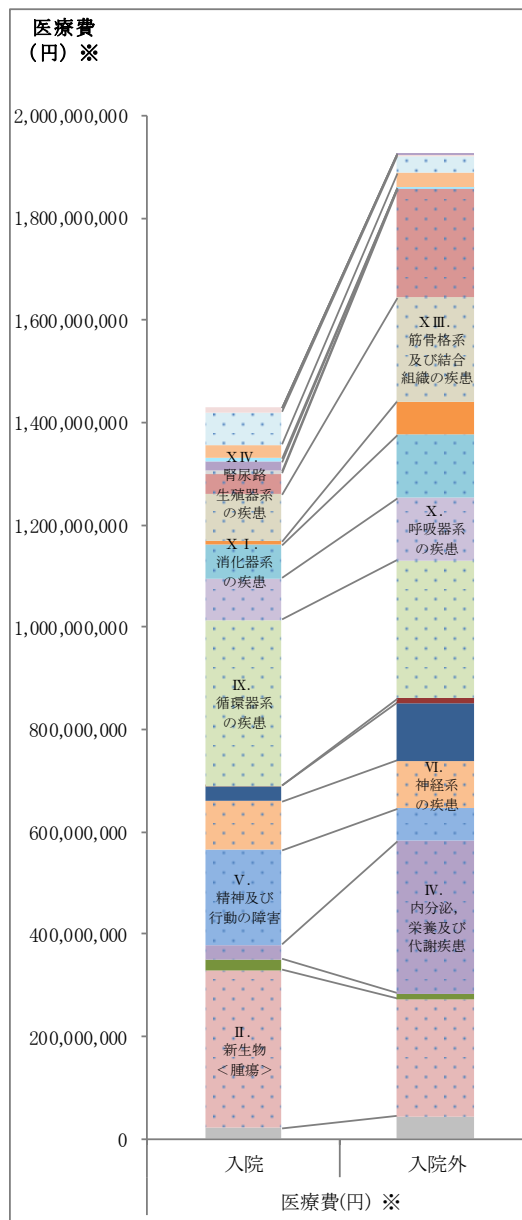 医療費
(円) ※
2,000,000,000
1,800,000,000
1,600,000,000
1,400,000,000
1,200,000,000
1,000,000,000
800,000,000
600,000,000
400,000,000
200,000,000
0
ⅩⅣ.
腎尿路
生殖器系
の疾患
ⅩⅠ.
消化器系
の疾患
Ⅸ.
循環器系
の疾患
Ⅴ.
精神及び
行動の障害
Ⅱ.
新生物
＜腫瘍＞
ⅩⅢ.
筋骨格系
及び結合
組織の疾患
Ⅹ.
呼吸器系
の疾患
Ⅵ.
神経系
の疾患
Ⅳ.
内分泌,
栄養及び
代謝疾患
入院
入院外
医療費(円) ※